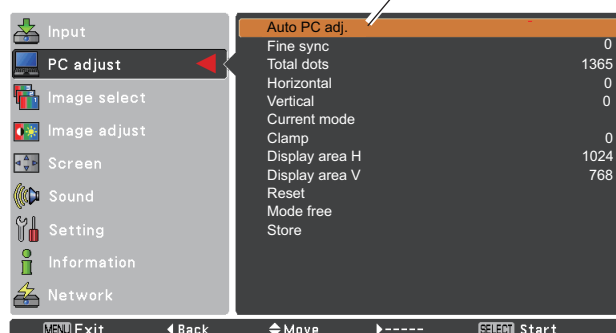 Input
PC adjust
Image select
Image adjust
Screen
Sound
Setting
Information
Network
Auto PC adj.
Fine sync 0
Total dots 1365
Horizontal 0
Vertical 0
Current mode
Clamp 0
Display area H 1024
Display area V 768
Reset
Mode free
Store
MENU Exit Back Move ----- SELECT Start